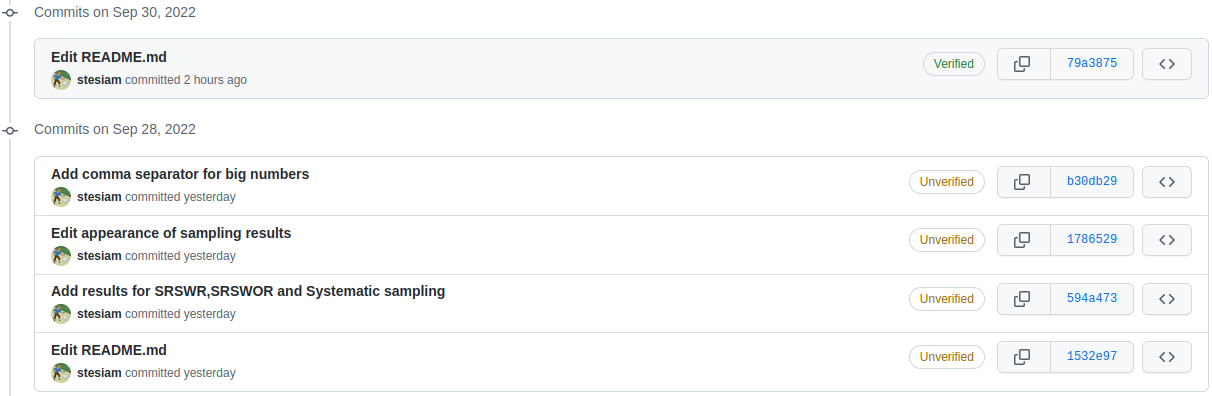 Commits on Sep 30, 2022
Edit README.md
Verified
79a3875
stesiam committed 2 hours ago
Commits on Sep 28, 2022
Add comma separator for big numbers
Unverified
b30db29
stesiam committed yesterday
Edit appearance of sampling results
Unverified
1786529
stesiam committed yesterday
Add results for SRSWR,SRSWOR and Systematic sampling
Unverified
594a473
stesiam committed yesterday
Edit README.md
Unverified
1532e97
stesiam committed yesterday